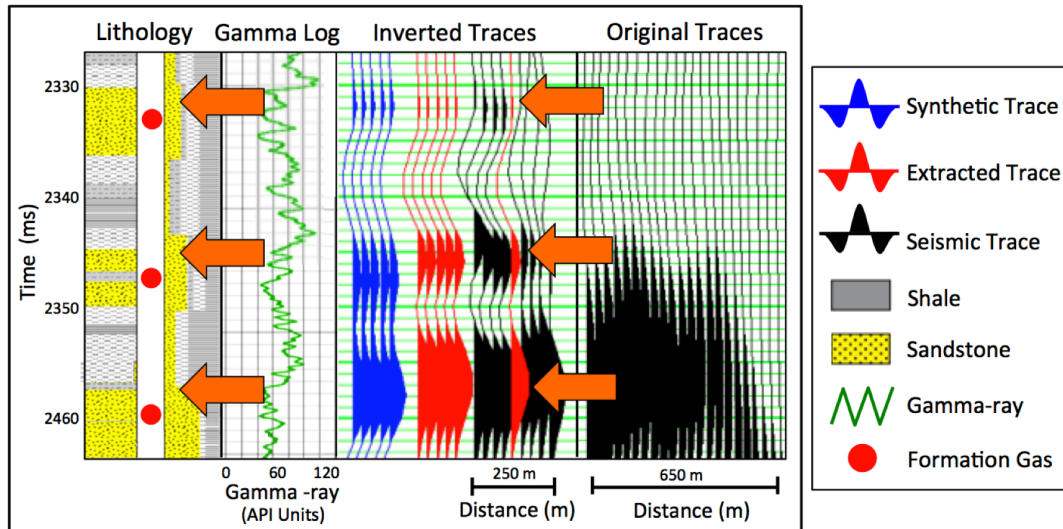 Lithology Gamma Log Inverted Traces Original Traces
Time (ms)
2330
2340
2350
2460
0 60 120
Gamma -ray
(API Units)
250 m
Distance (m)
650 m
Distance (m)
Synthetic Trace
Extracted Trace
Seismic Trace
Shale
Sandstone
Gamma-ray
Formation Gas